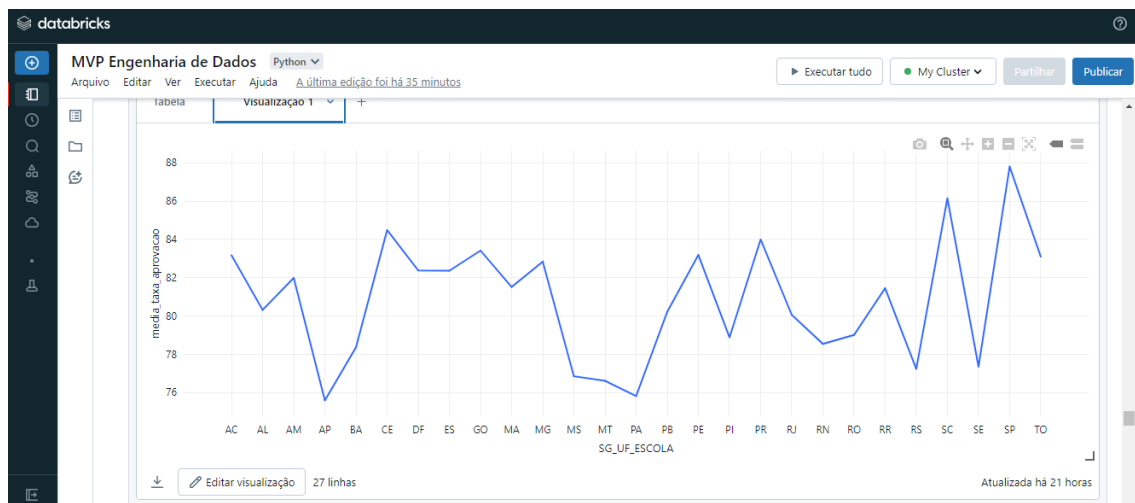 databricks
MVP Engenharia de Dados Python
Arquivo Editar Ver Executar Ajuda A última edição foi há 35 minutos
Executar tudo
My Cluster
Partilhar
Publicar
Tabela Visualização 1 +
88
86
84
82
80
78
76
media_taxa_aprovacao
AC AL AM AP BA CE DF ES GO MA MG MS MT PA PB PE PI PR RJ RN RO RR RS SC SE SP TO
SG_UF_ESCOLA
Editar visualização 27 linhas Atualizada há 21 horas